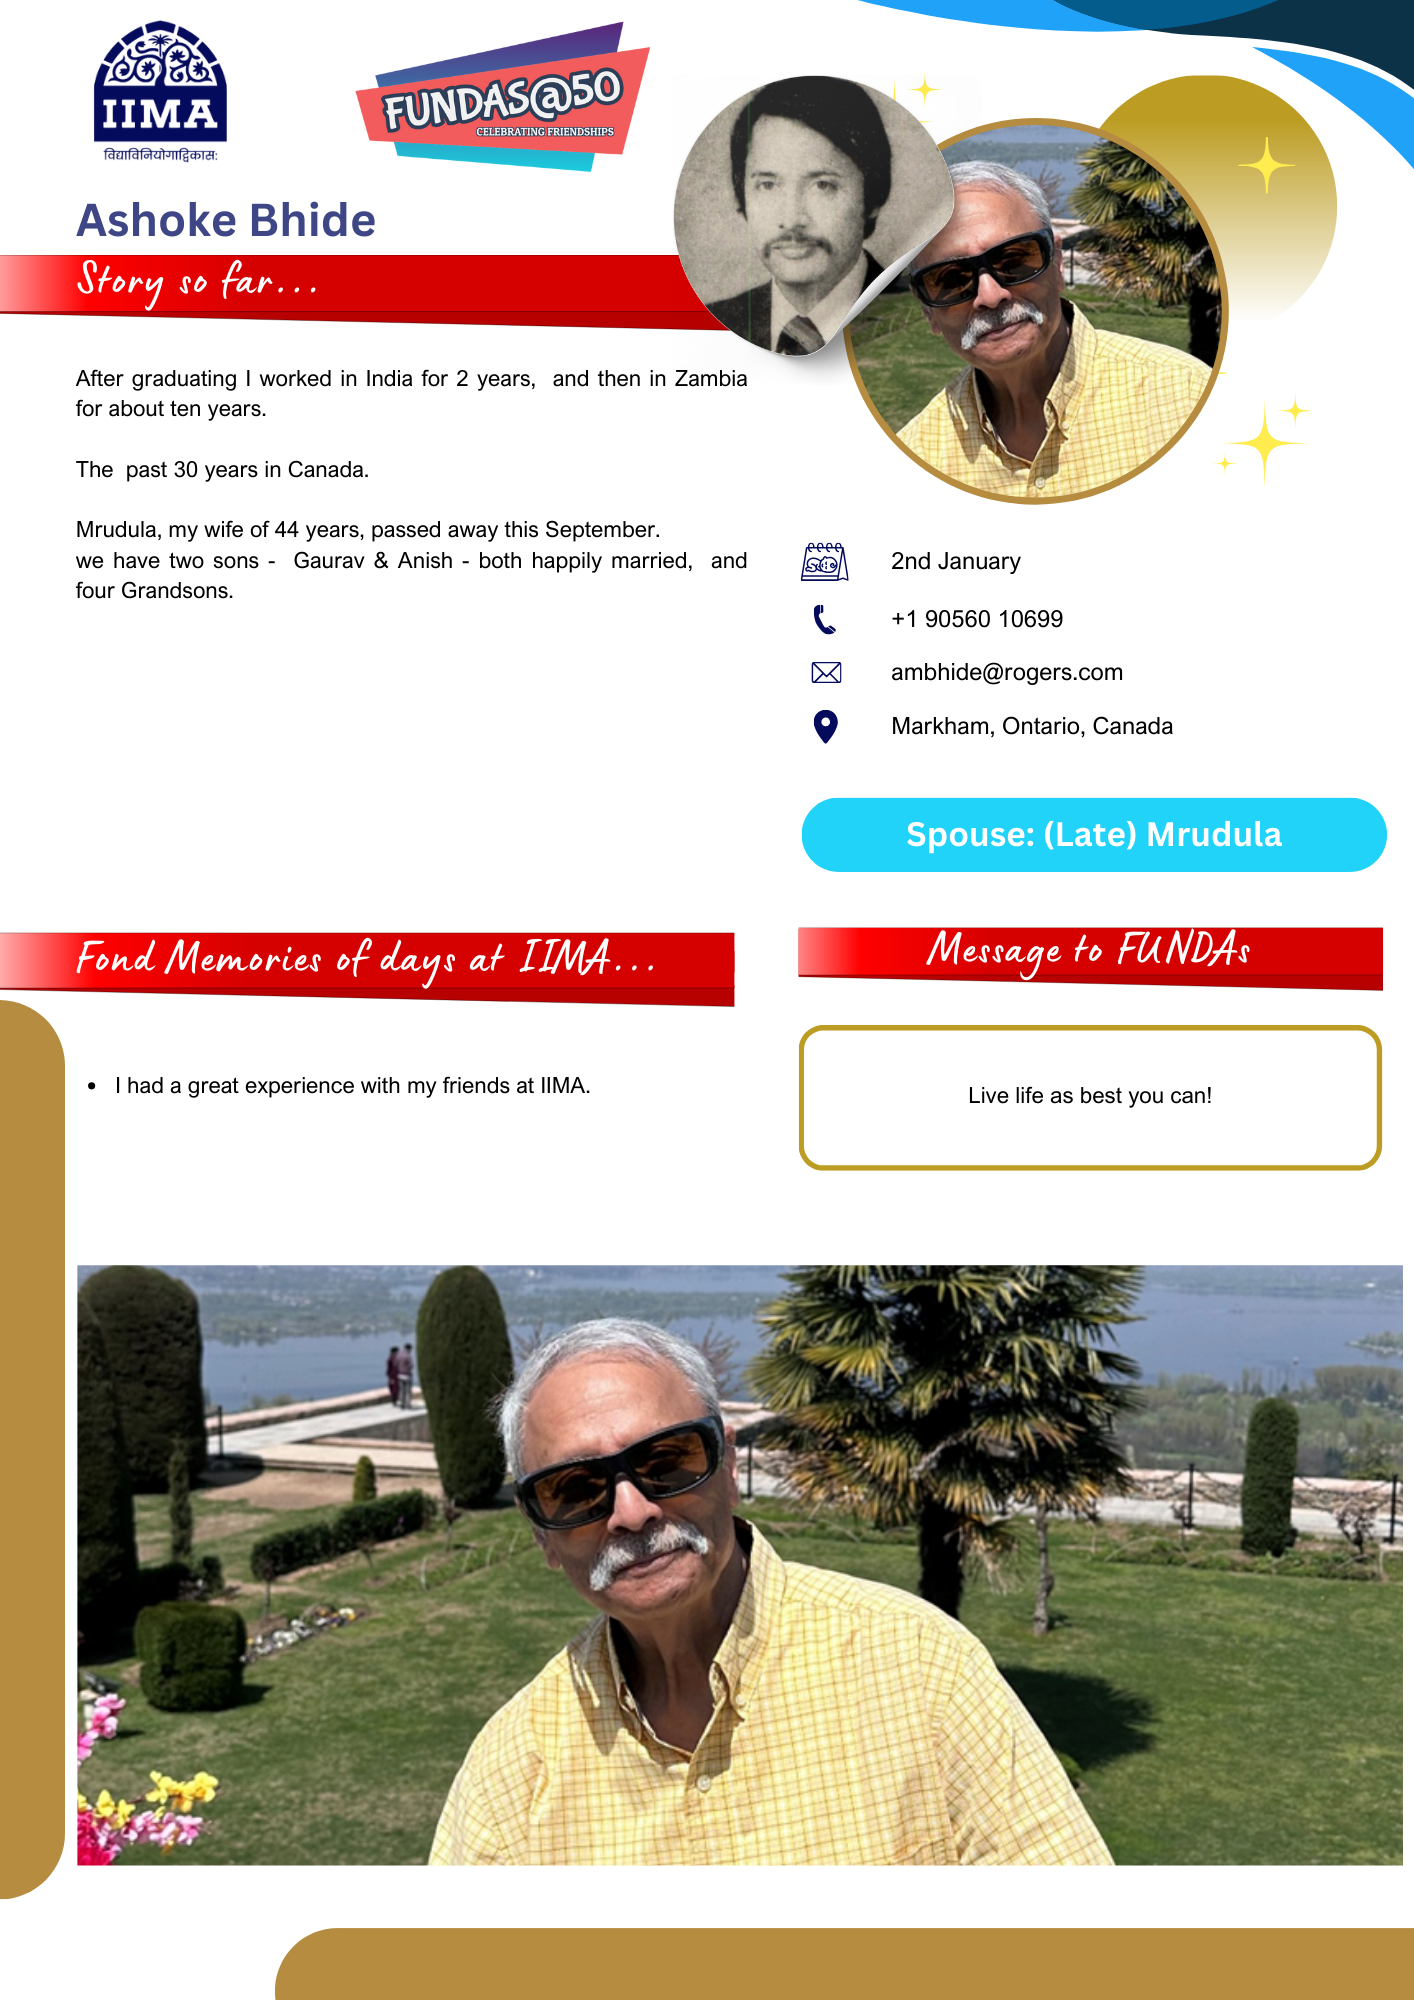 IIMA
विद्याविनियोगाद्विकास:
FUNDAS@50
CELEBRATING FRIENDSHIPS
Ashoke Bhide
Story so far...
After graduating I worked in India for 2 years,  and then in Zambia
for about ten years.
The  past 30 years in Canada.
Mrudula, my wife of 44 years, passed away this September.
we have two sons -  Gaurav & Anish - both happily married,  and
four Grandsons.
2nd January
+1 90560 10699
ambhide@rogers.com
Markham, Ontario, Canada
Spouse: (Late) Mrudula
Fond Memories of days at IIMA...
• I had a great experience with my friends at IIMA.
Message to FUNDAs
Live life as best you can!